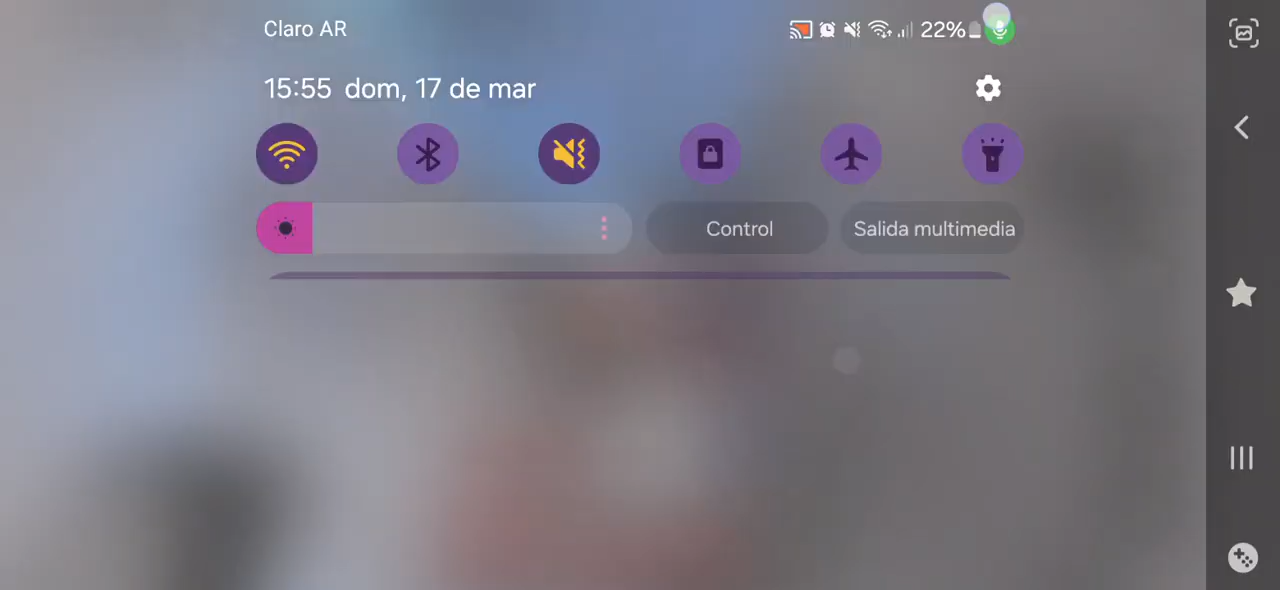 Claro AR
22%
15:55 dom, 17 de mar
Control
Salida multimedia